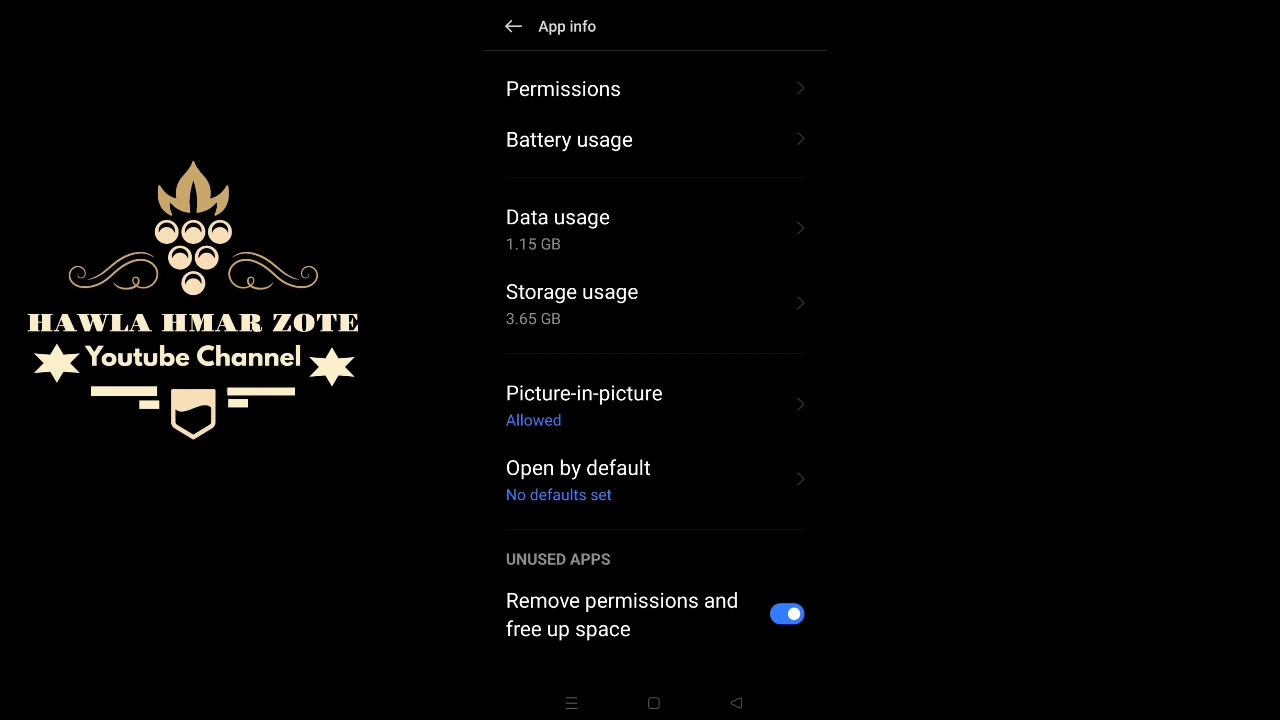 HAWLA HMAR ZOTE
Youtube Channel
App info
Permissions
Battery usage
Data usage
1.15 GB
Storage usage
3.65 GB
Picture-in-picture
Allowed
Open by default
No defaults set
UNUSED APPS
Remove permissions and
free up space